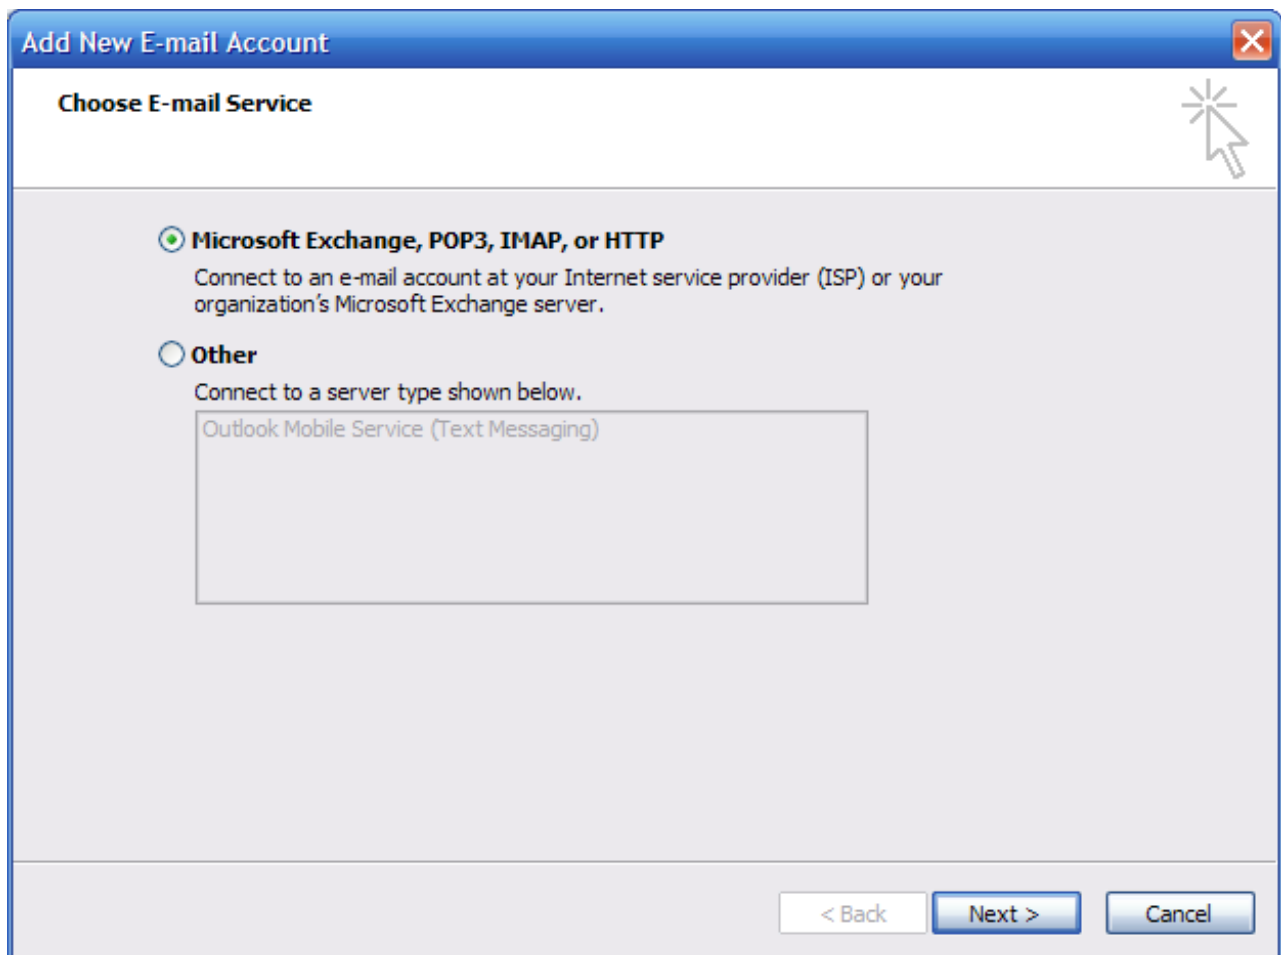 Add New E-mail Account
Choose E-mail Service
Microsoft Exchange, POP3, IMAP, or HTTP
Connect to an e-mail account at your Internet service provider (ISP) or your
organization's Microsoft Exchange server.
Other
Connect to a server type shown below.
Outlook Mobile Service (Text Messaging)
< Back Next > Cancel